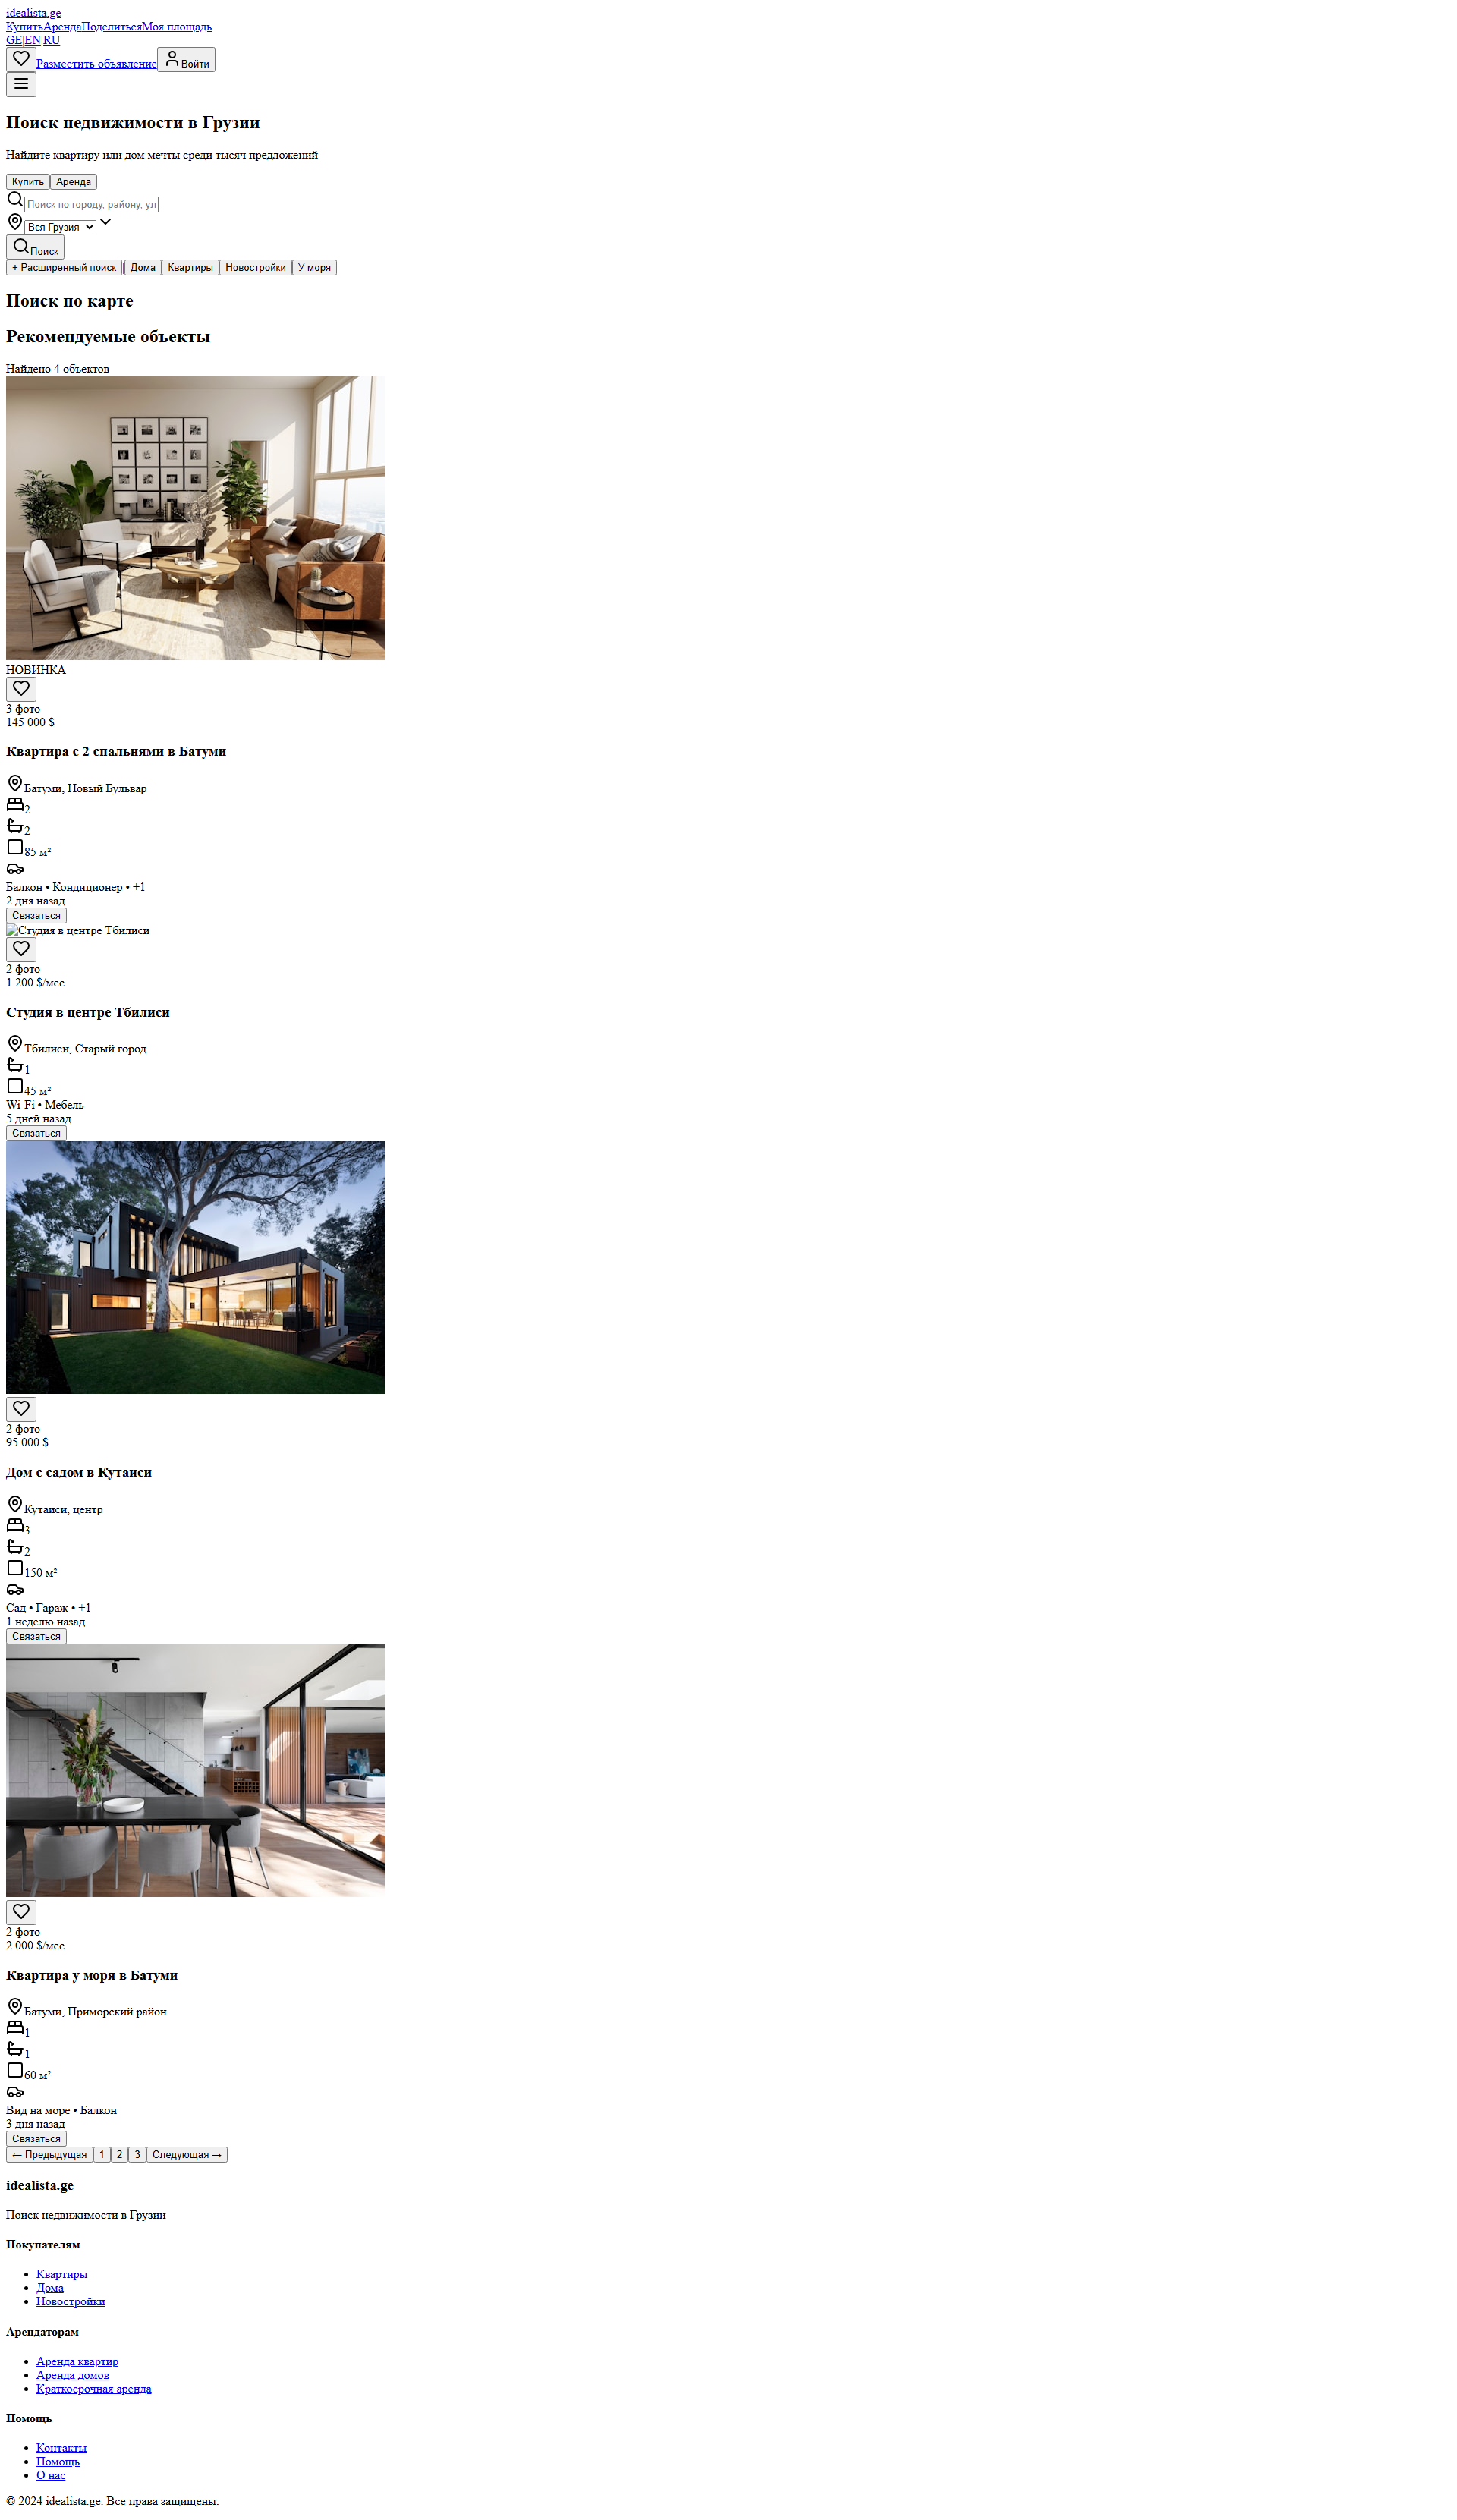 idealista.ge
КупитьАрендаПоделитьсяМоя площадь
GE|EN|RU
Разместить объявление Войти
Поиск недвижимости в Грузии
Найдите квартиру или дом мечты среди тысяч предложений
Купить Аренда
Поиск по городу, району, ул
Вся Грузия
Поиск
+ Расширенный поиск | Дома Квартиры Новостройки У моря
Поиск по карте
Рекомендуемые объекты
Найдено 4 объектов
НОВИНКА
3 фото
145 000 $
Квартира с 2 спальнями в Батуми
Батуми, Новый Бульвар
2
2
85 м²
Балкон • Кондиционер • +1
2 дня назад
Связаться
Студия в центре Тбилиси
2 фото
1 200 $/мес
Студия в центре Тбилиси
Тбилиси, Старый город
1
45 м²
Wi-Fi • Мебель
5 дней назад
Связаться
2 фото
95 000 $
Дом с садом в Кутаиси
Кутаиси, центр
3
2
150 м²
Сад • Гараж • +1
1 неделю назад
Связаться
2 фото
2 000 $/мес
Квартира у моря в Батуми
Батуми, Приморский район
1
1
60 м²
Вид на море • Балкон
3 дня назад
Связаться
← Предыдущая 1 2 3 Следующая →
idealista.ge
Поиск недвижимости в Грузии
Покупателям
• Квартиры
• Дома
• Новостройки
Арендаторам
• Аренда квартир
• Аренда домов
• Краткосрочная аренда
Помощь
• Контакты
• Помощь
• О нас
© 2024 idealista.ge. Все права защищены.